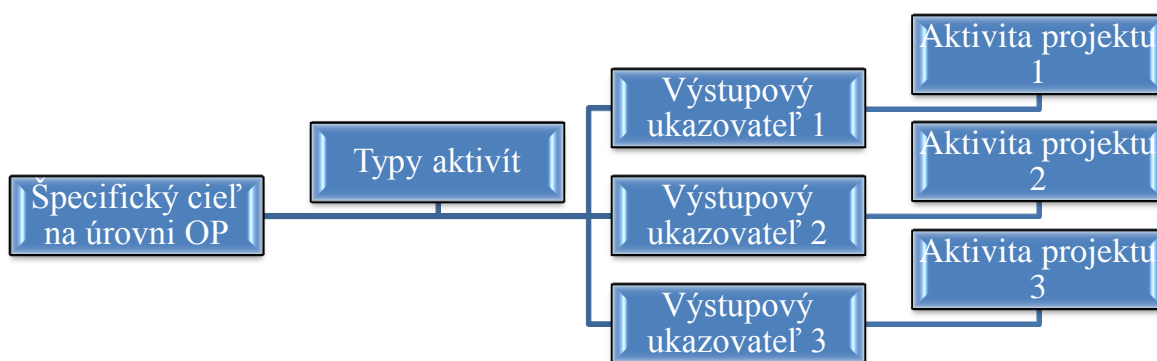 Špecifický cieľ
na úrovni OP
Typy aktivít
Výstupový
ukazovateľ 1
Aktivita projektu
1
Výstupový
ukazovateľ 2
Aktivita projektu
2
Výstupový
ukazovateľ 3
Aktivita projektu
3